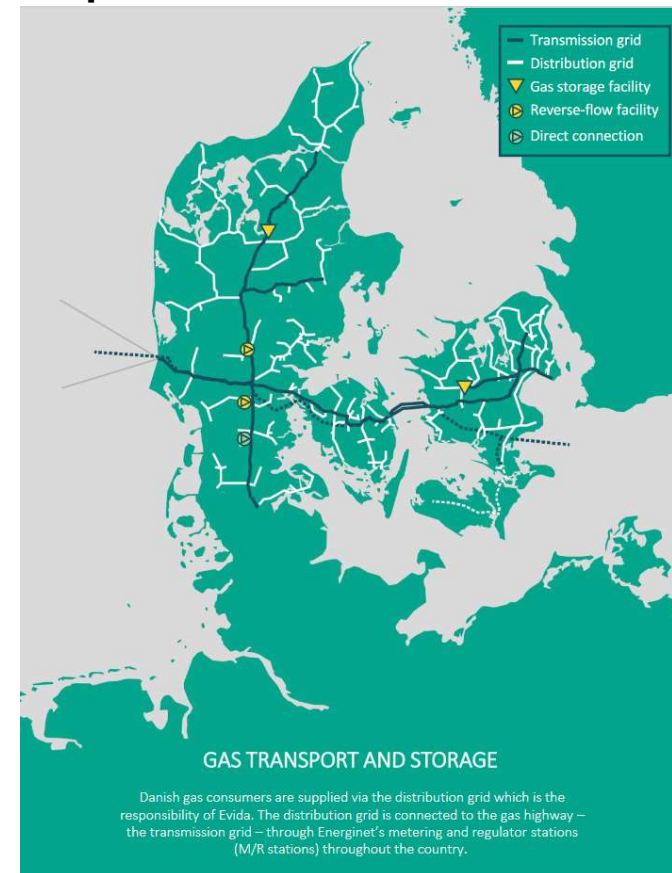 Transmission grid
Distribution grid
Gas storage facility
Reverse-flow facility
Direct connection
GAS TRANSPORT AND STORAGE
Danish gas consumers are supplied via the distribution grid which is the
responsibility of Evida. The distribution grid is connected to the gas highway –
the transmission grid – through Energinet's metering and regulator stations
(M/R stations) throughout the country.